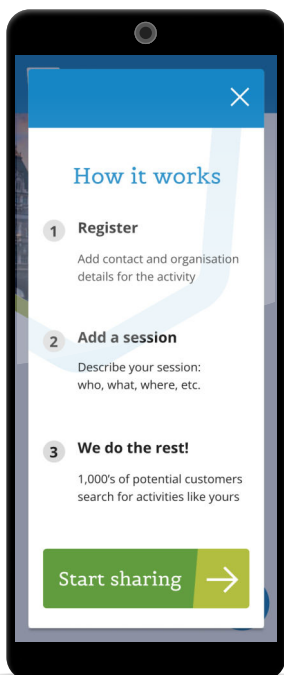 How it works
1 Register
Add contact and organisation
details for the activity
2 Add a session
Describe your session:
who, what, where, etc.
3 We do the rest!
1,000's of potential customers
search for activities like yours
Start sharing